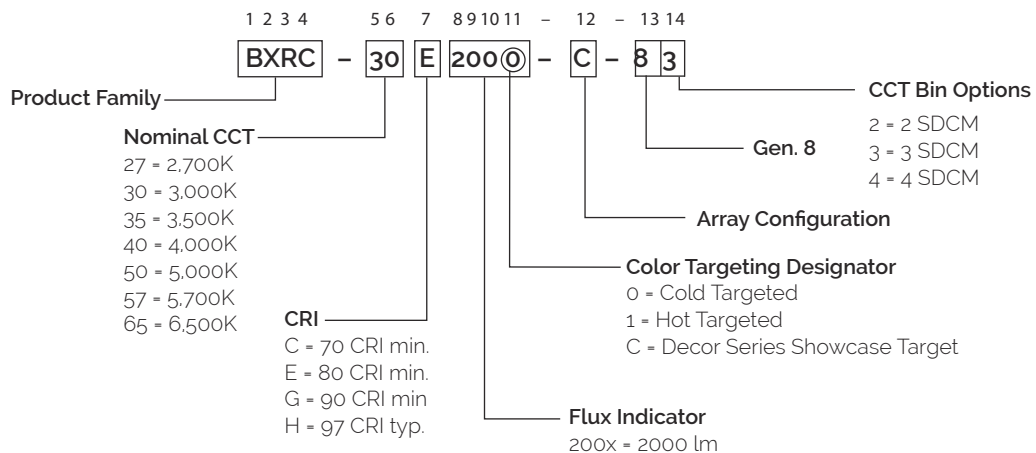 1 2 3 4 5 6 7 8 9 10 11 – 12 – 13 14
BXRC – 30 E 2000 – C – 8 3
Product Family
Nominal CCT
27 = 2,700K
30 = 3,000K
35 = 3,500K
40 = 4,000K
50 = 5,000K
57 = 5,700K
65 = 6,500K
CRI
C = 70 CRI min.
E = 80 CRI min.
G = 90 CRI min
H = 97 CRI typ.
Flux Indicator
200x = 2000 lm
Color Targeting Designator
0 = Cold Targeted
1 = Hot Targeted
C = Decor Series Showcase Target
Array Configuration
Gen. 8
CCT Bin Options
2 = 2 SDCM
3 = 3 SDCM
4 = 4 SDCM